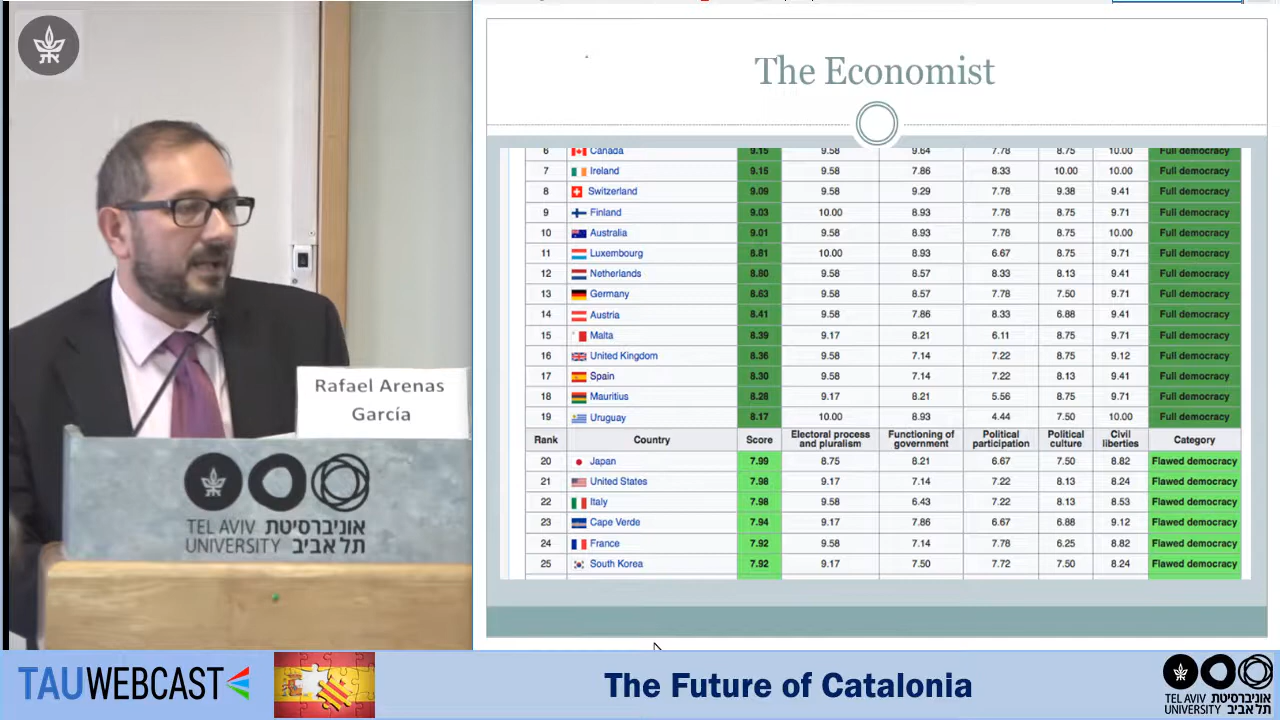 את
The Economist
6 Canada 9.15 9.58 9.64 7.78 8.75 10.00 Full democracy
7 Ireland 9.15 9.58 7.86 8.33 10.00 10.00 Full democracy
8 Switzerland 9.09 9.58 9.29 7.78 9.38 9.41 Full democracy
9 Finland 9.03 10.00 8.93 7.78 8.75 9.71 Full democracy
10 Australia 9.01 9.58 8.93 7.78 8.75 10.00 Full democracy
11 Luxembourg 8.81 10.00 8.93 6.67 8.75 9.71 Full democracy
12 Netherlands 8.80 9.58 8.57 8.33 8.13 9.41 Full democracy
13 Germany 8.63 9.58 8.57 7.78 7.50 9.71 Full democracy
14 Austria 8.41 9.58 7.86 8.33 6.88 9.41 Full democracy
15 Malta 8.39 9.17 8.21 6.11 8.75 9.71 Full democracy
16 United Kingdom 8.36 9.58 7.14 7.22 8.75 9.12 Full democracy
17 Spain 8.30 9.58 7.14 7.22 8.13 9.41 Full democracy
18 Mauritius 8.28 9.17 8.21 5.56 8.75 9.71 Full democracy
19 Uruguay 8.17 10.00 8.93 4.44 7.50 10.00 Full democracy
Rank Country Score Electoral process and pluralism Functioning of government Political participation Political culture Civil liberties Category
20 Japan 7.99 8.75 8.21 6.67 7.50 8.82 Flawed democracy
21 United States 7.98 9.17 7.14 7.22 8.13 8.24 Flawed democracy
22 Italy 7.98 9.58 6.43 7.22 8.13 8.53 Flawed democracy
23 Cape Verde 7.94 9.17 7.86 6.67 6.88 9.12 Flawed democracy
24 France 7.92 9.58 7.14 7.78 6.25 8.82 Flawed democracy
25 South Korea 7.92 9.17 7.50 7.72 7.50 8.24 Flawed democracy
Rafael Arenas
García
TEL AVIV אוניברסיטת
UNIVERSITY תל אביב
TAUWEBCAST
The Future of Catalonia
TEL AVIV אוניברסיטת
UNIVERSITY תל אביב